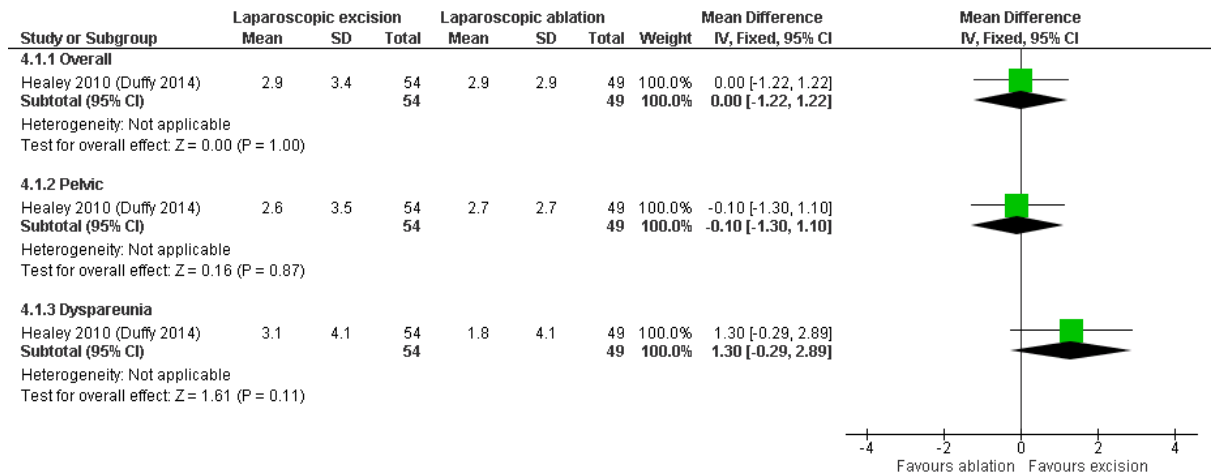 Laparoscopic excision Laparoscopic ablation Mean Difference Mean Difference
Study or Subgroup Mean SD Total Mean SD Total Weight IV, Fixed, 95% CI IV, Fixed, 95% CI
4.1.1 Overall
Healey 2010 (Duffy 2014) 2.9 3.4 54 2.9 2.9 49 100.0% 0.00 [-1.22, 1.22]
Subtotal (95% CI) 54 49 100.0% 0.00 [-1.22, 1.22]
Heterogeneity: Not applicable
Test for overall effect: Z = 0.00 (P = 1.00)
4.1.2 Pelvic
Healey 2010 (Duffy 2014) 2.6 3.5 54 2.7 2.7 49 100.0% -0.10 [-1.30, 1.10]
Subtotal (95% CI) 54 49 100.0% -0.10 [-1.30, 1.10]
Heterogeneity: Not applicable
Test for overall effect: Z = 0.16 (P = 0.87)
4.1.3 Dyspareunia
Healey 2010 (Duffy 2014) 3.1 4.1 54 1.8 4.1 49 100.0% 1.30 [-0.29, 2.89]
Subtotal (95% CI) 54 49 100.0% 1.30 [-0.29, 2.89]
Heterogeneity: Not applicable
Test for overall effect: Z = 1.61 (P = 0.11)
-4 -2 0 2 4
Favours ablation Favours excision